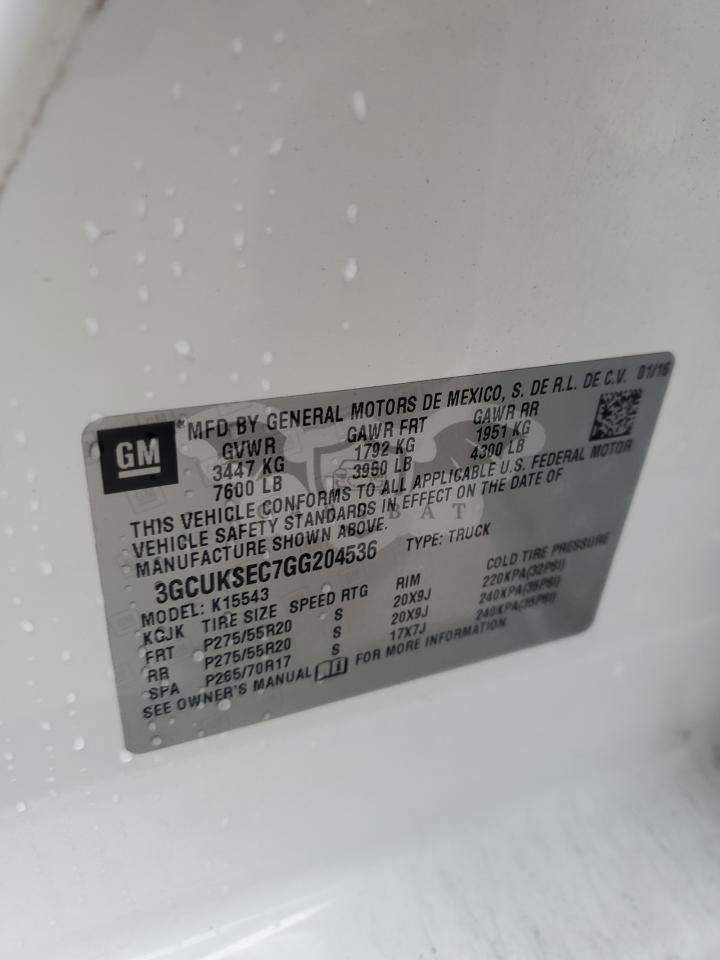 GM
*MFD BY GENERAL MOTORS DE MEXICO, S. DE R.L. DE C.V. 01/16
GVWR GAWR FRT GAWR RR
3447 KG 1792 KG 1951 KG
7600 LB 3950 LB 4300 LB
THIS VEHICLE CONFORMS TO ALL APPLICABLE U.S. FEDERAL MOTOR
VEHICLE SAFETY STANDARDS IN EFFECT ON THE DATE OF
MANUFACTURE SHOWN ABOVE.
3GCUKSEC7GG204536 TYPE: TRUCK
MODEL: K15543
KCJK TIRE SIZE SPEED RTG RIM COLD TIRE PRESSURE
FRT P275/55R20 S 20X9J 220KPA(32PSI)
RR P275/55R20 S 20X9J 240KPA(35PSI)
SPA P265/70R17 S 17X7J 240KPA(35PSI)
SEE OWNER'S MANUAL FOR MORE INFORMATION.